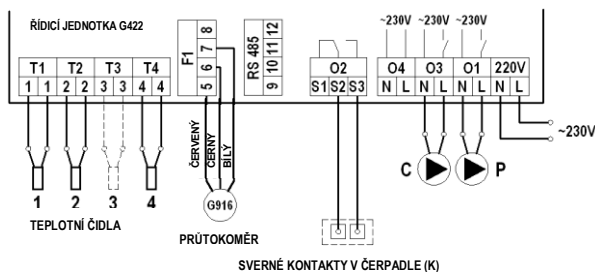 ŘÍDICÍ JEDNOTKA G422
~230V ~230V ~230V
T1 T2 T3 T4
1 1 2 2 3 3 4 4
F1
8
7
6
5
RS 485
12
11
10
9
O2 O4 O3 O1 220V
S1 S2 S3 N L N L N L N L
~230V
ČERVENÝ
ČERNÝ
BÍLÝ
C P
1 2 3 4
G916
TEPLOTNÍ ČIDLA
PRŮTOKOMĚR
SVERNÉ KONTAKTY V ČERPADLE (K)